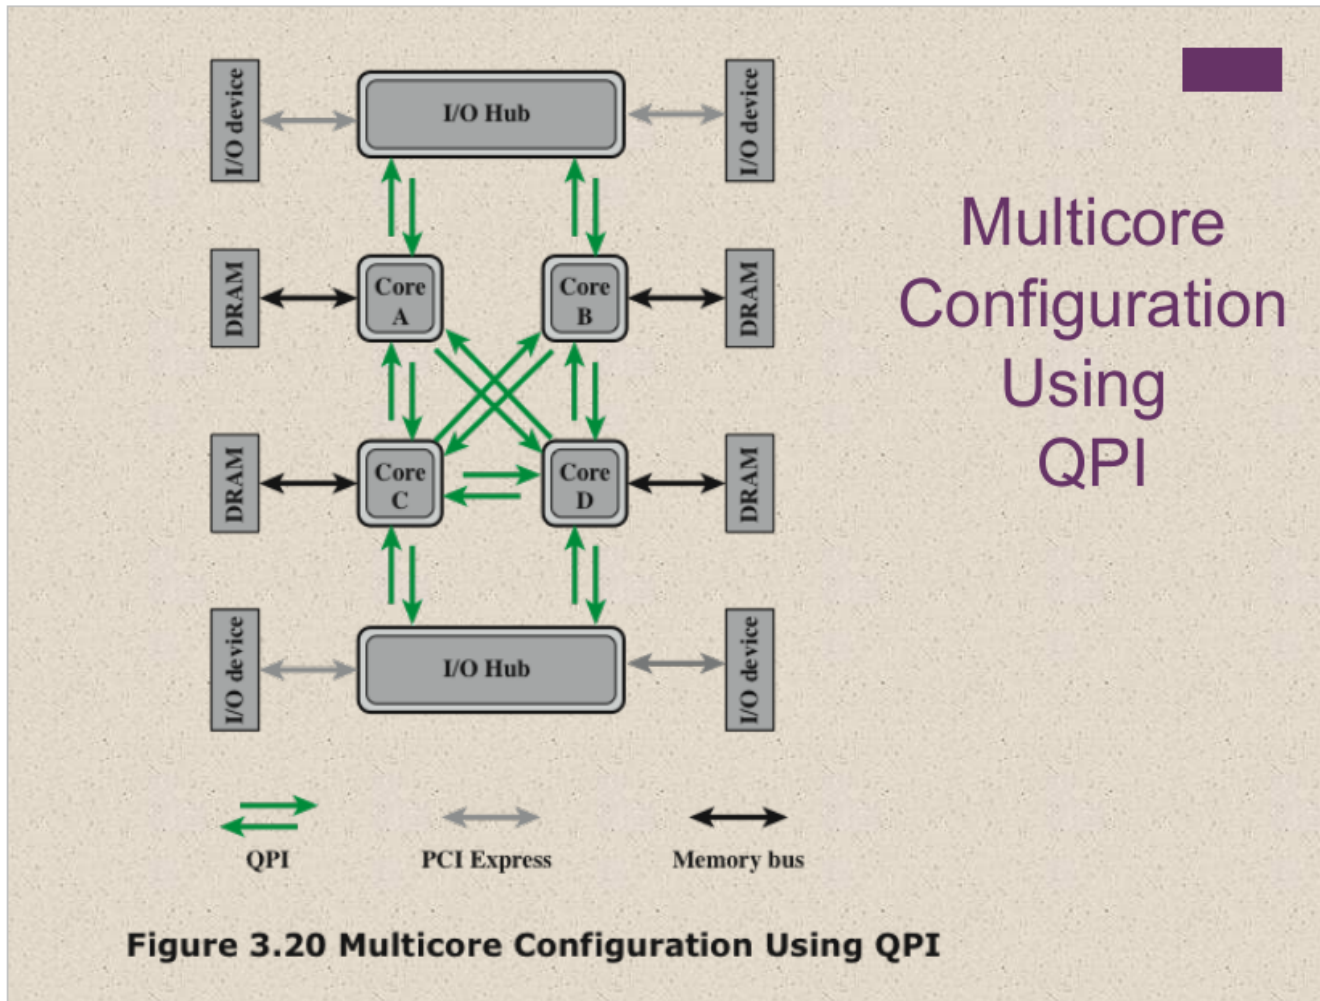 I/O device
I/O Hub
I/O device
Multicore
Configuration
Using
QPI
DRAM
Core
A
Core
B
DRAM
DRAM
Core
C
Core
D
DRAM
I/O device
I/O Hub
I/O device
QPI
PCI Express
Memory bus
Figure 3.20 Multicore Configuration Using QPI